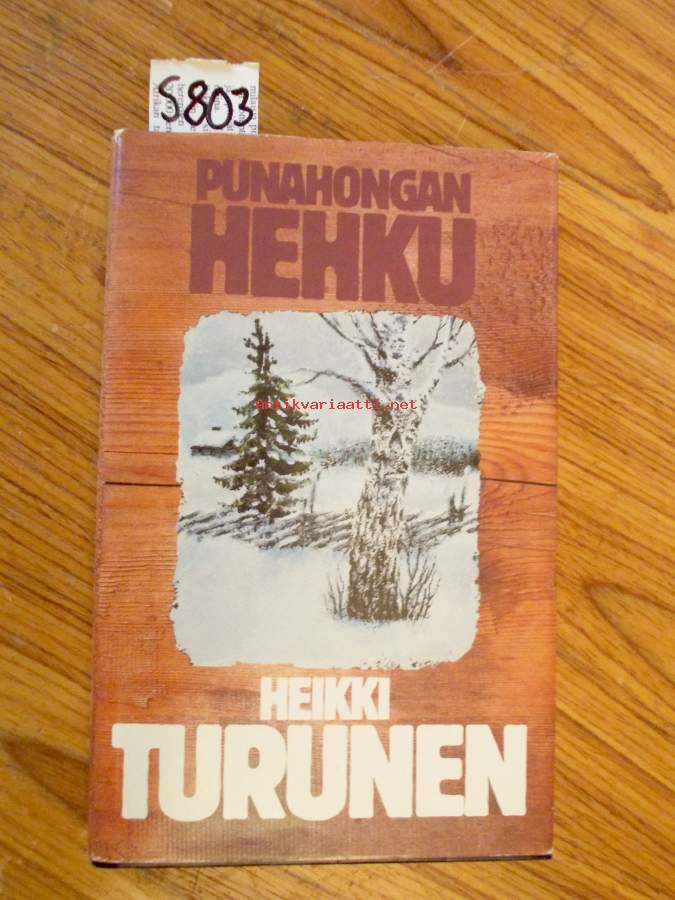 S803
PUNAHONGAN
HEHKU
Antikvariaatti.net
HEIKKI
TURUNEN